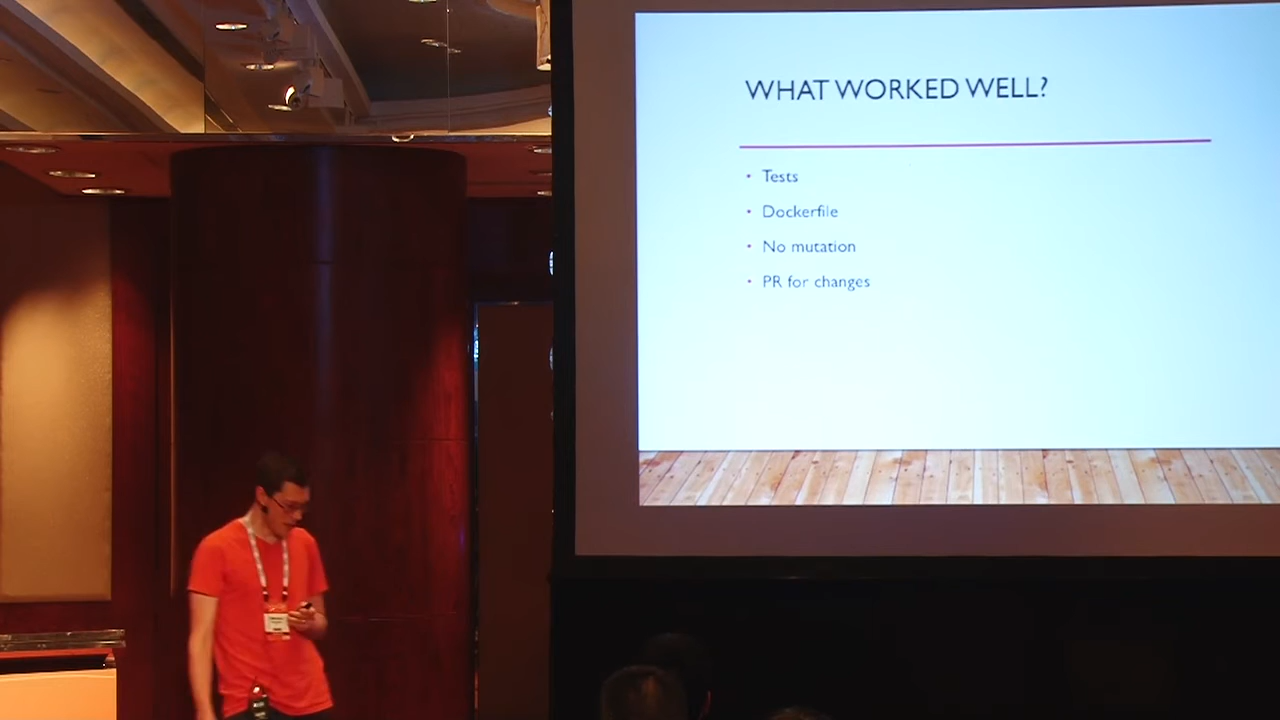 WHAT WORKED WELL?
• Tests
• Dockerfile
• No mutation
• PR for changes